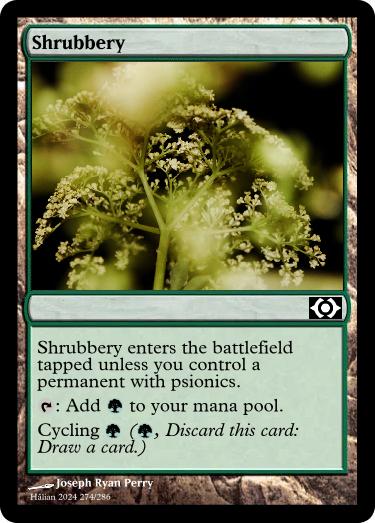 Shrubbery
Shrubbery enters the battlefield
tapped unless you control a
permanent with psionics.
: Add to your mana pool.
Cycling (, Discard this card:
Draw a card.)
Joseph Ryan Perry
Hálian 2024 274/286